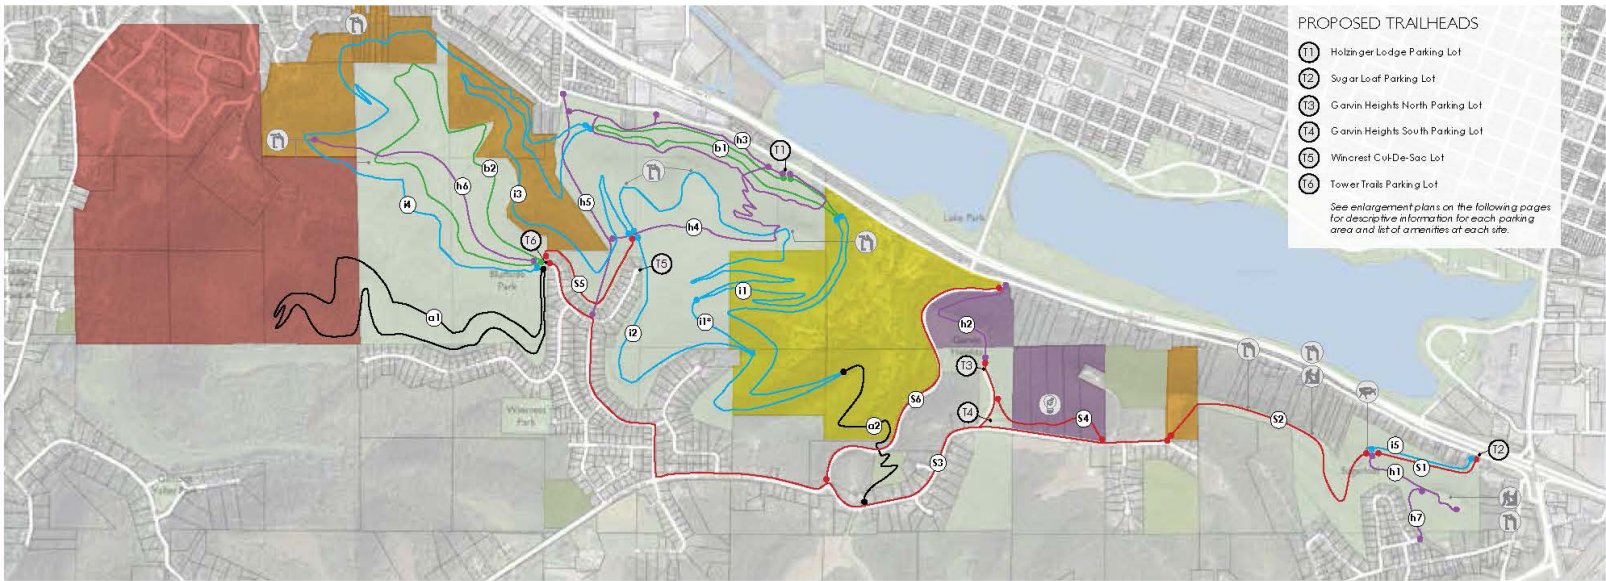 PROPOSED TRAILHEADS
T1 Holzinger Lodge Parking Lot
T2 Sugar Loaf Parking Lot
T3 Garvin Heights North Parking Lot
T4 Garvin Heights South Parking Lot
T5 Wincrest Cul-De-Sac Lot
T6 Tower Trails Parking Lot
See enlargement plans on the following pages
for descriptive information for each parking
area and list of amenities at each site.
h3
b1
T1
b2
h6
i3
i4
h5
h4
Lake Park
T6
T5
Park
S5
i1
a1
i1*
i2
h2
T3
S6
Wincrest
Park
T4
S4
S2
a2
i5
T2
S3
S1
h1
h7